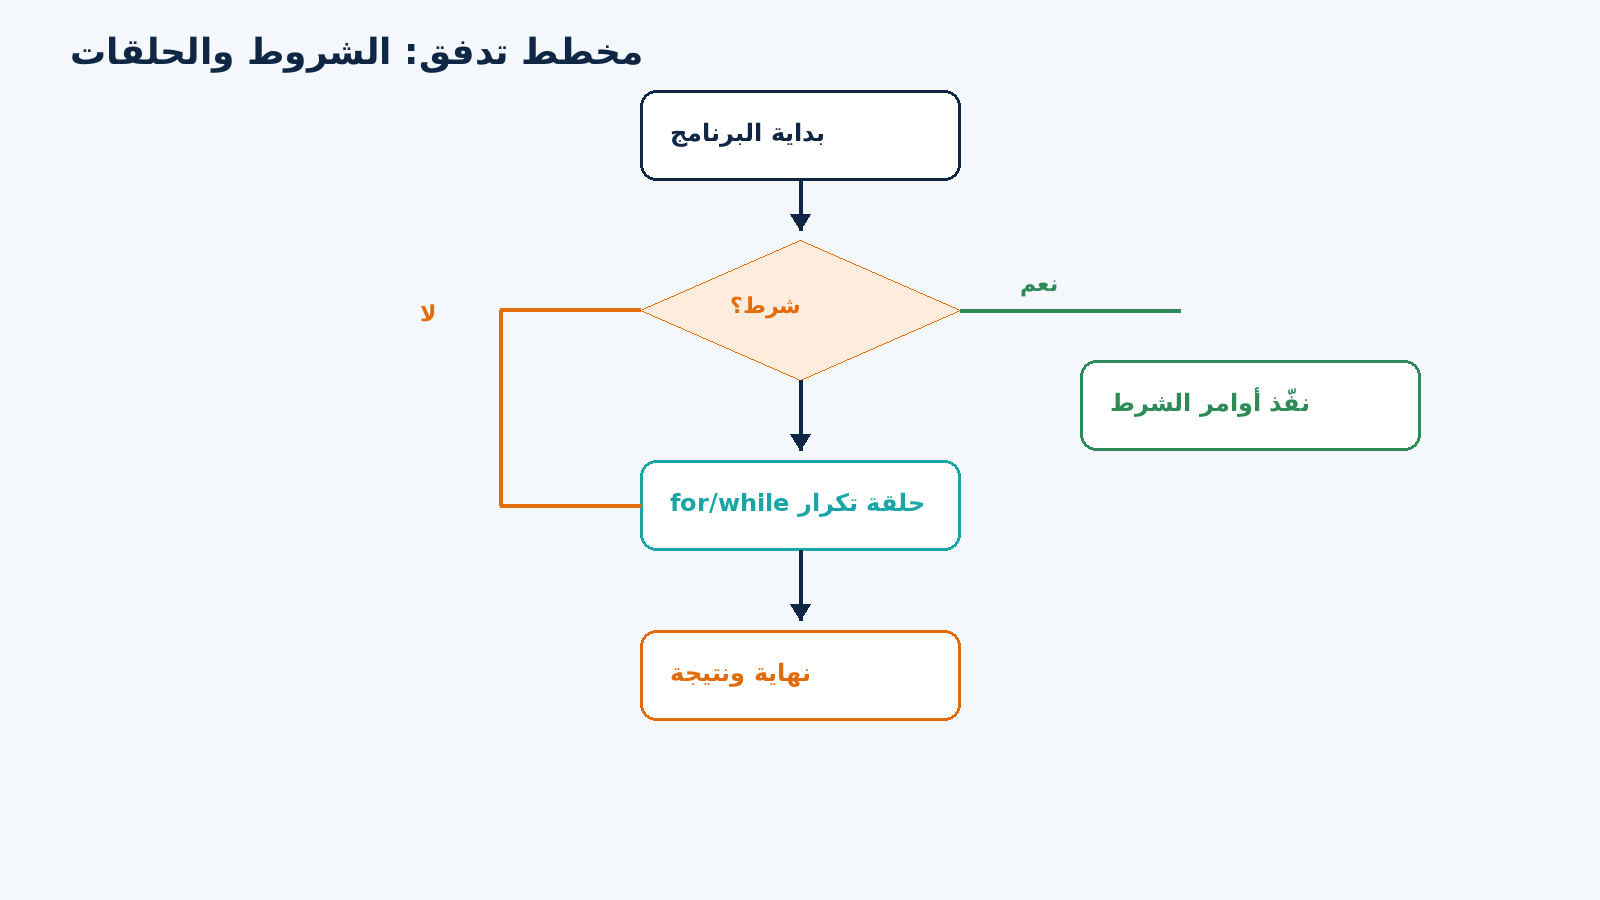 مخطط تدفق: الشروط والحلقات
بداية البرنامج
شرط؟
نعم
لا
نفّذ أوامر الشرط
حلقة تكرار for/while
نهاية ونتيجة